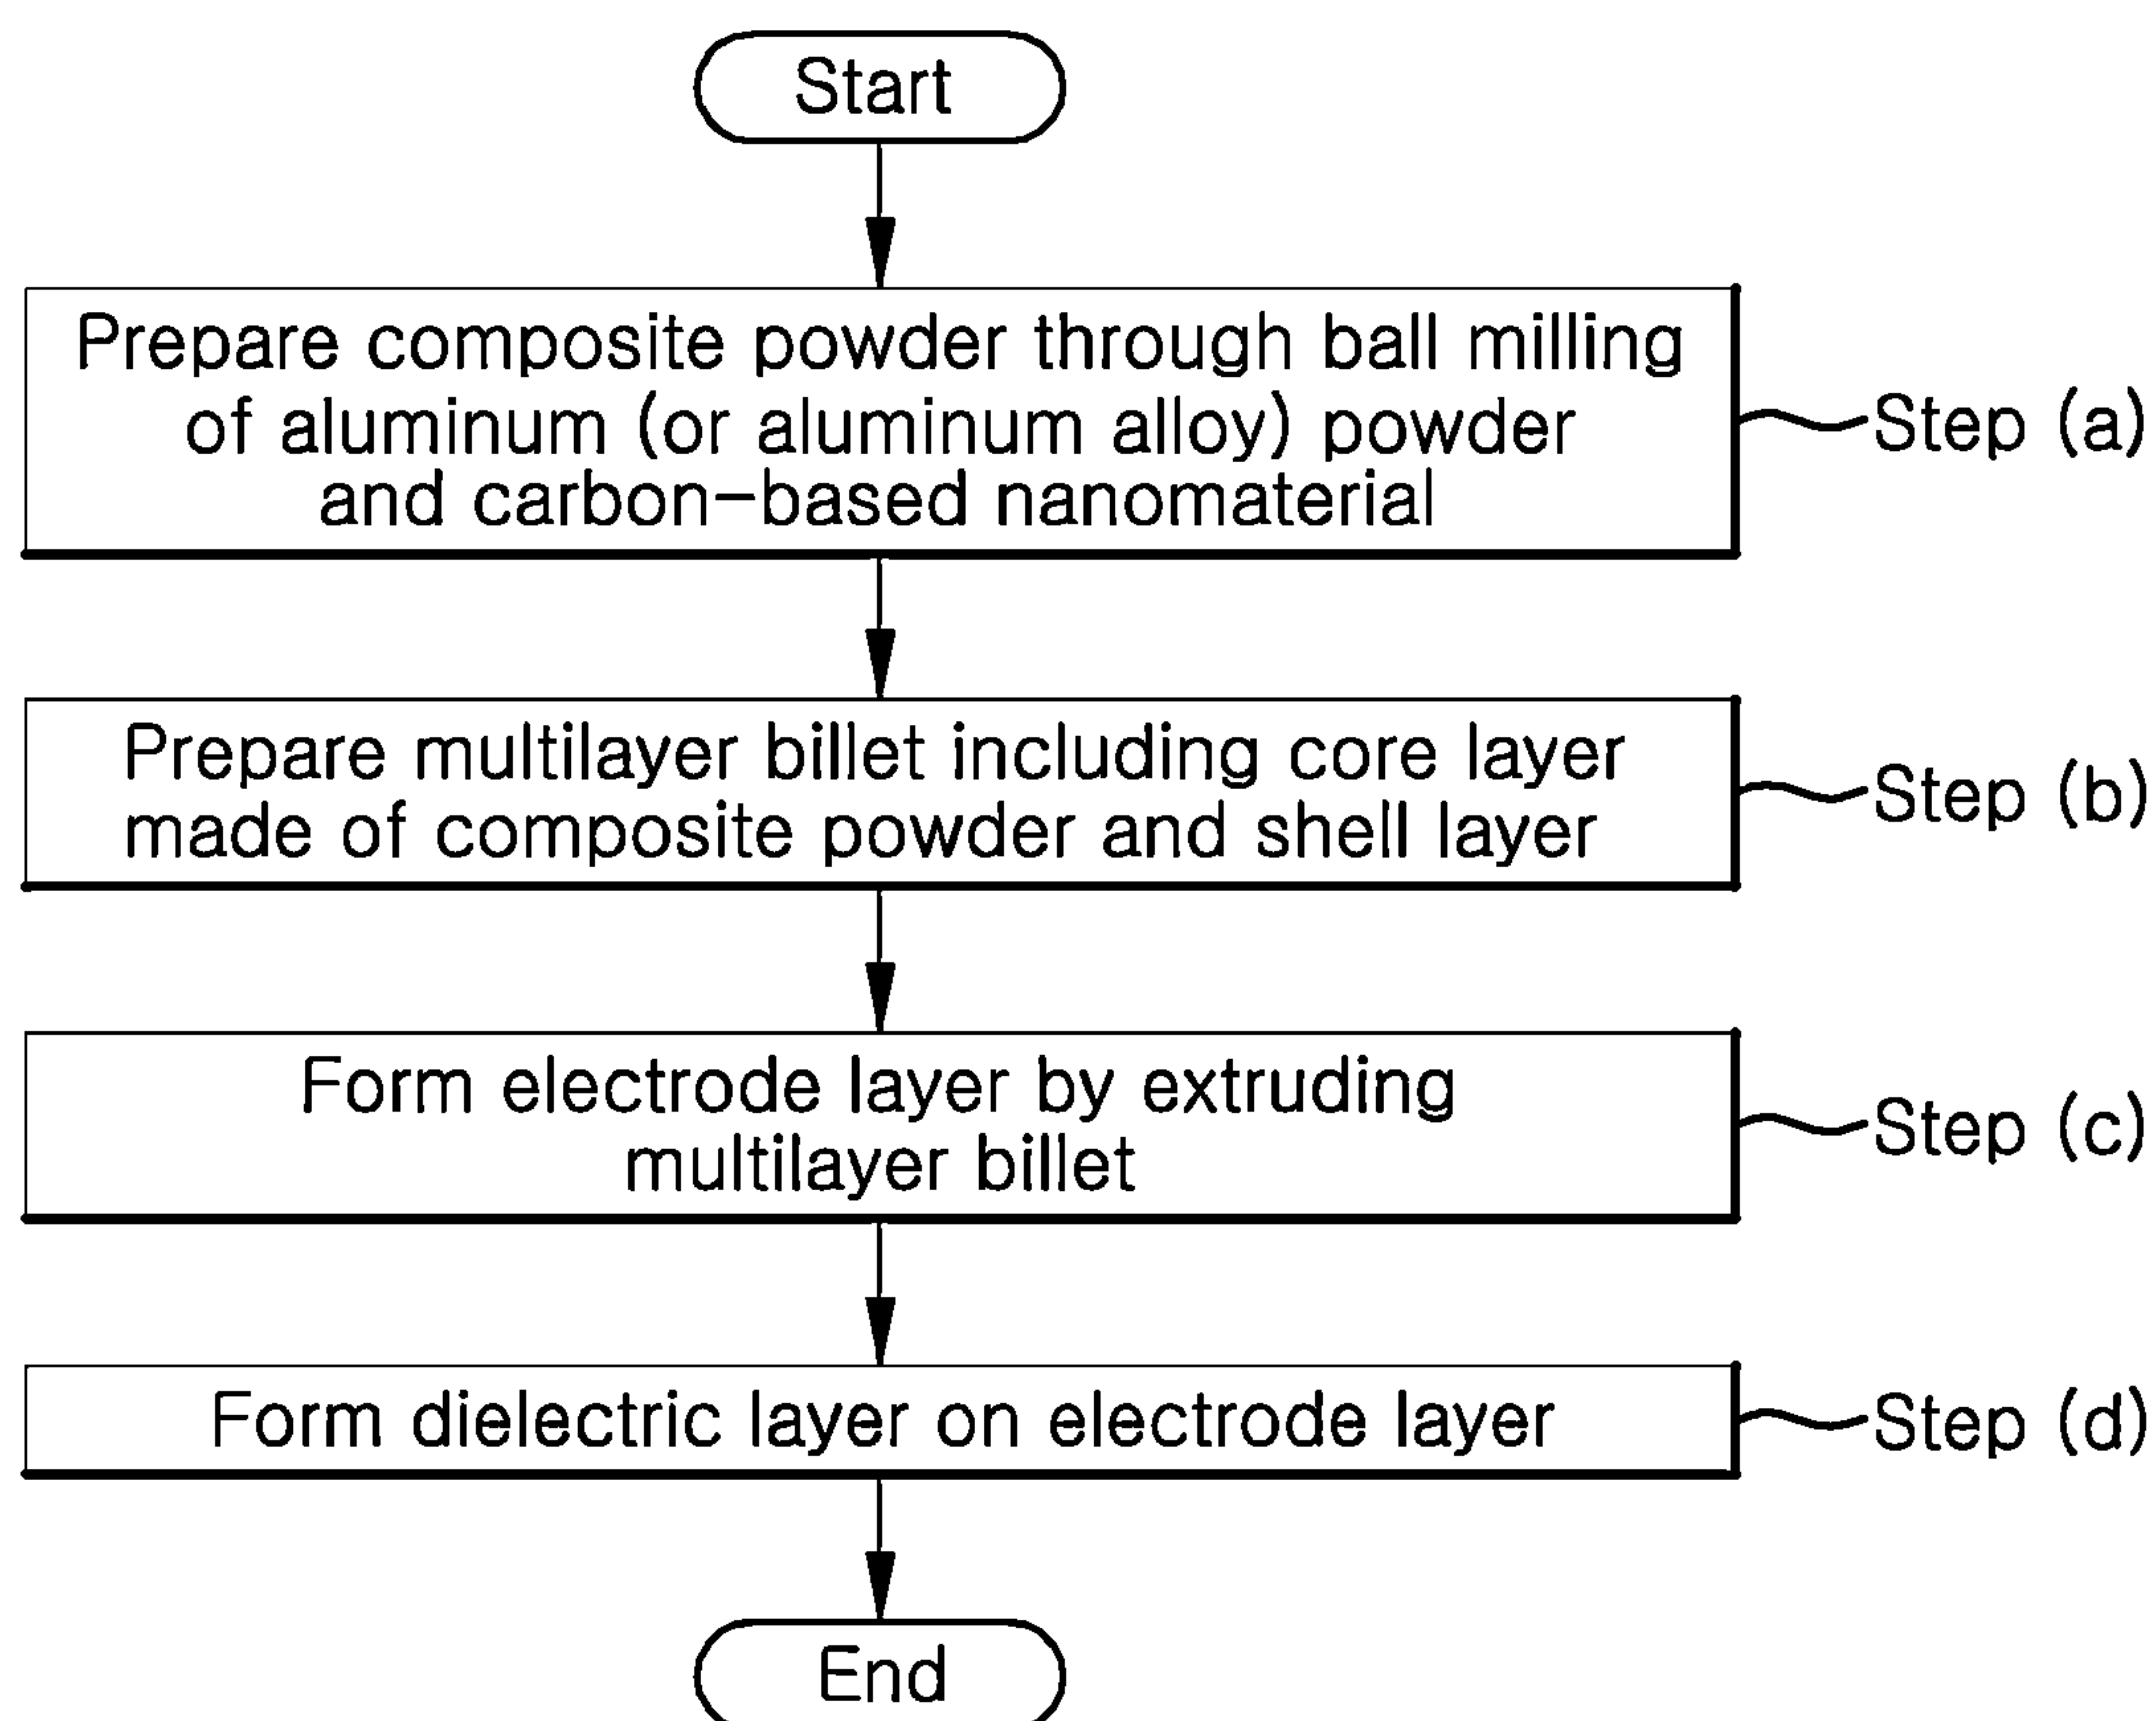 Start
Prepare composite powder through ball milling
of aluminum (or aluminum alloy) powder
and carbon-based nanomaterial
Step (a)
Prepare multilayer billet including core layer
made of composite powder and shell layer
Step (b)
Form electrode layer by extruding
multilayer billet
Step (c)
Form dielectric layer on electrode layer
Step (d)
End